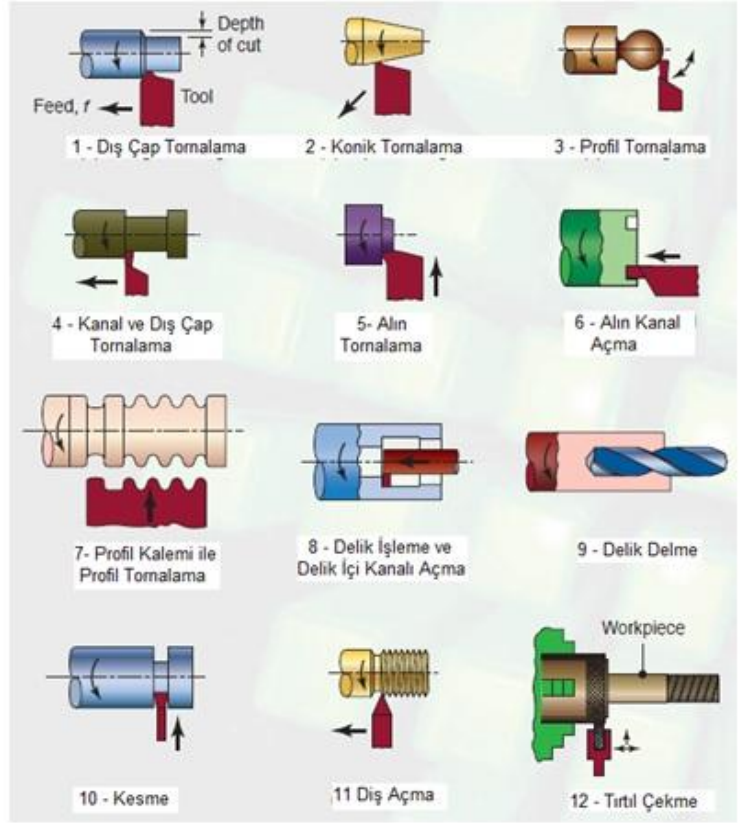 Depth
of cut
Feed, f
Tool
1 - Dış Çap Tornalama
2 - Konik Tornalama
3 - Profil Tornalama
4 - Kanal ve Dış Çap
Tornalama
5- Alın
Tornalama
6 - Alın Kanal
Açma
7- Profil Kalemi ile
Profil Tornalama
8 - Delik İşleme ve
Delik İçi Kanalı Açma
9 - Delik Delme
Workpiece
10 - Kesme
11 Diş Açma
12 - Tırtıl Çekme